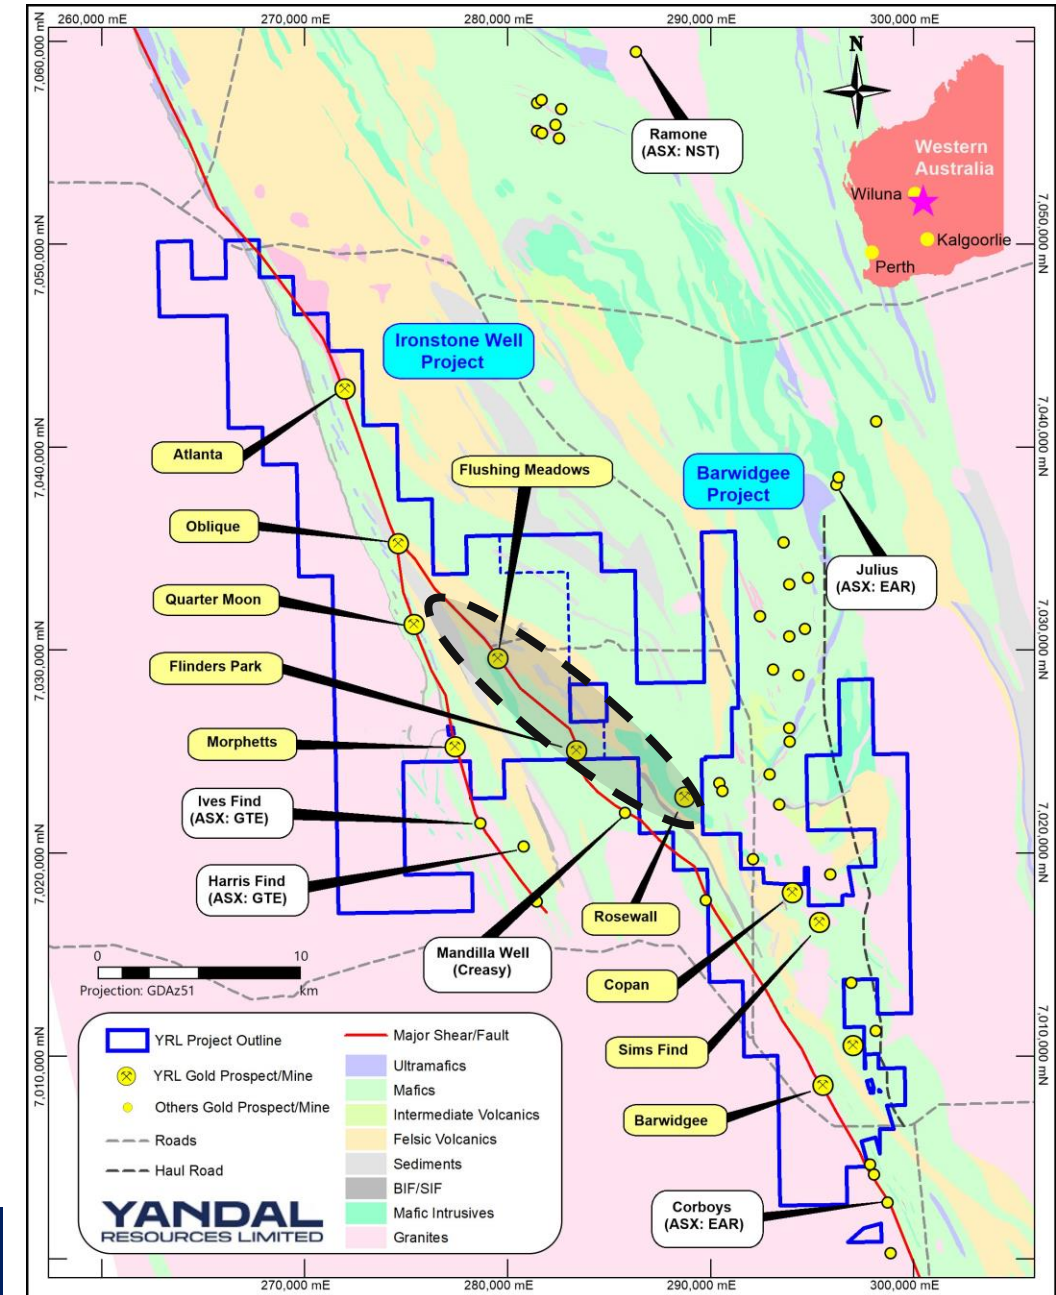 260,000 mE
270,000 mE
280,000 mE
290,000 mE
300,000 mE
7,060,000 mN
7,050,000 mN
7,040,000 mN
7,030,000 mN
7,020,000 mN
7,010,000 mN
N
Western
Australia
Wiluna
Kalgoorlie
Perth
Ramone
(ASX: NST)
Ironstone Well
Project
Atlanta
Flushing Meadows
Barwidgee
Project
Oblique
Julius
(ASX: EAR)
Quarter Moon
Flinders Park
Morphetts
Ives Find
(ASX: GTE)
Harris Find
(ASX: GTE)
Rosewall
Mandilla Well
(Creasy)
Copan
Sims Find
Barwidgee
Corboys
(ASX: EAR)
0
10
km
Projection: GDAz51
YRL Project Outline
YRL Gold Prospect/Mine
Others Gold Prospect/Mine
Roads
Haul Road
YANDAL
RESOURCES LIMITED
Major Shear/Fault
Ultramafics
Mafics
Intermediate Volcanics
Felsic Volcanics
Sediments
BIF/SIF
Mafic Intrusives
Granites
7,050,000 mN
7,040,000 mN
7,030,000 mN
7,020,000 mN
7,010,000 mN
270,000 mE
280,000 mE
290,000 mE
300,000 mE